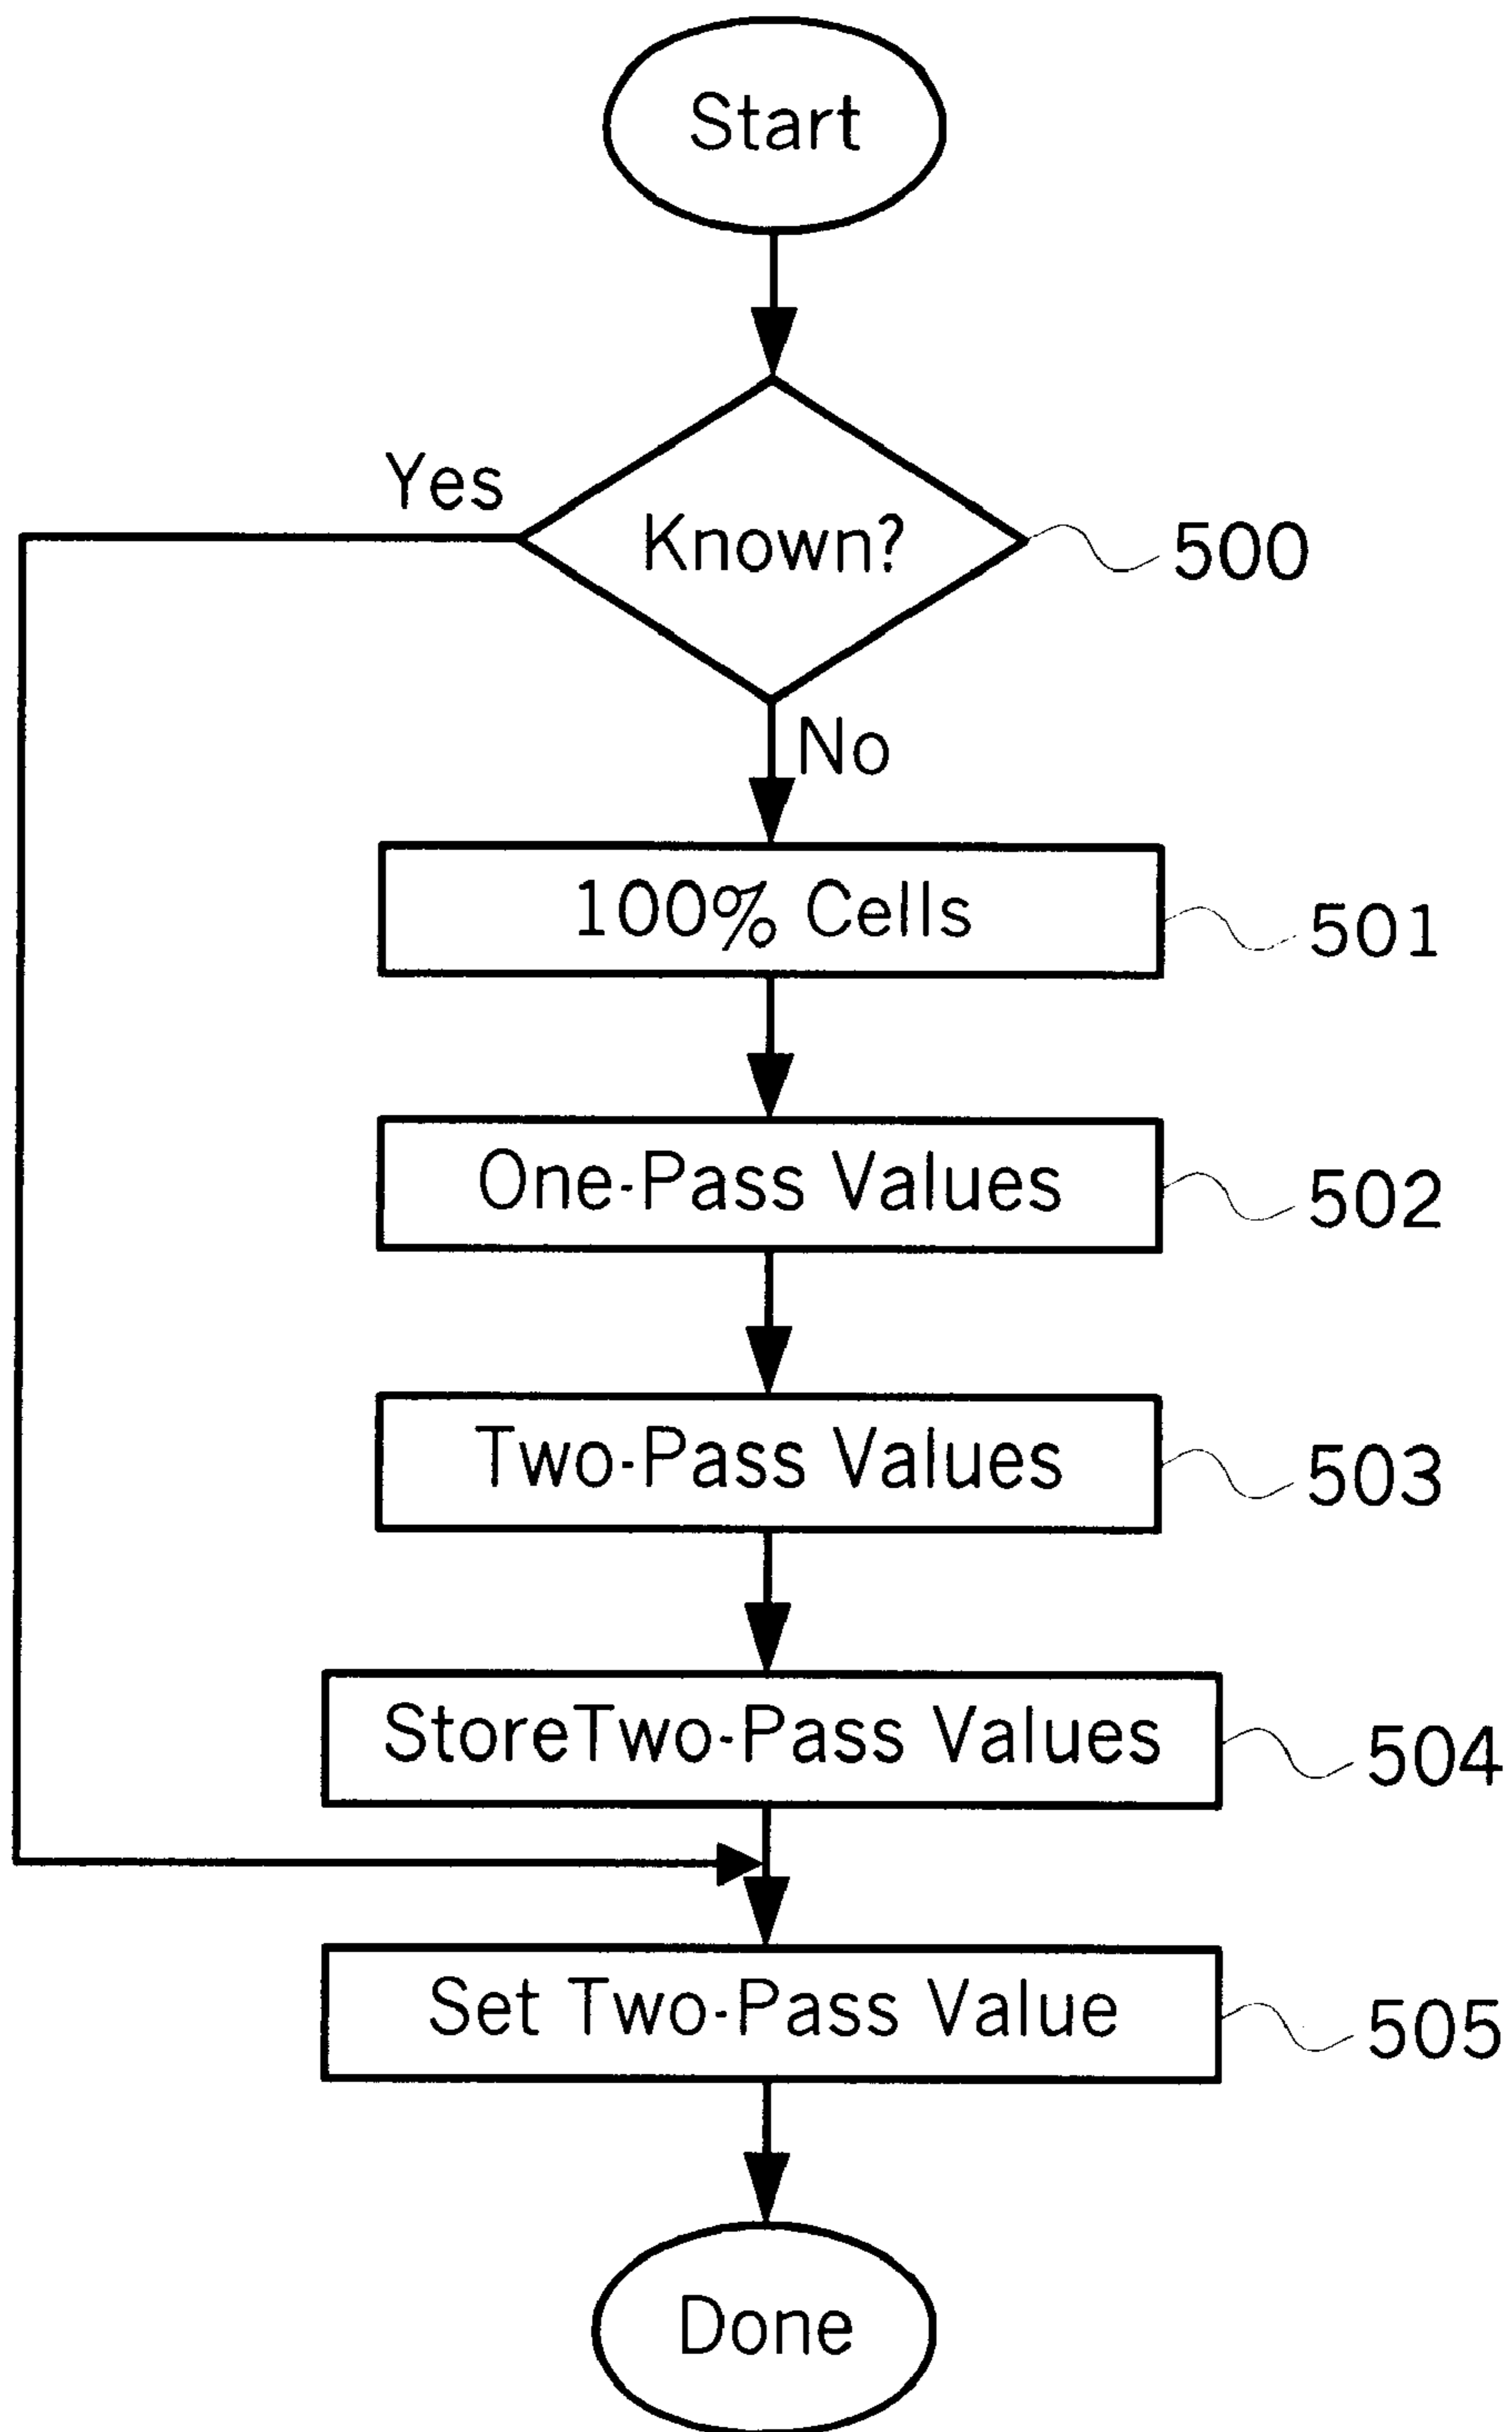 Start
Yes
Known?
500
No
100% Cells
501
One-Pass Values
502
Two-Pass Values
503
StoreTwo-Pass Values
504
Set Two-Pass Value
505
Done